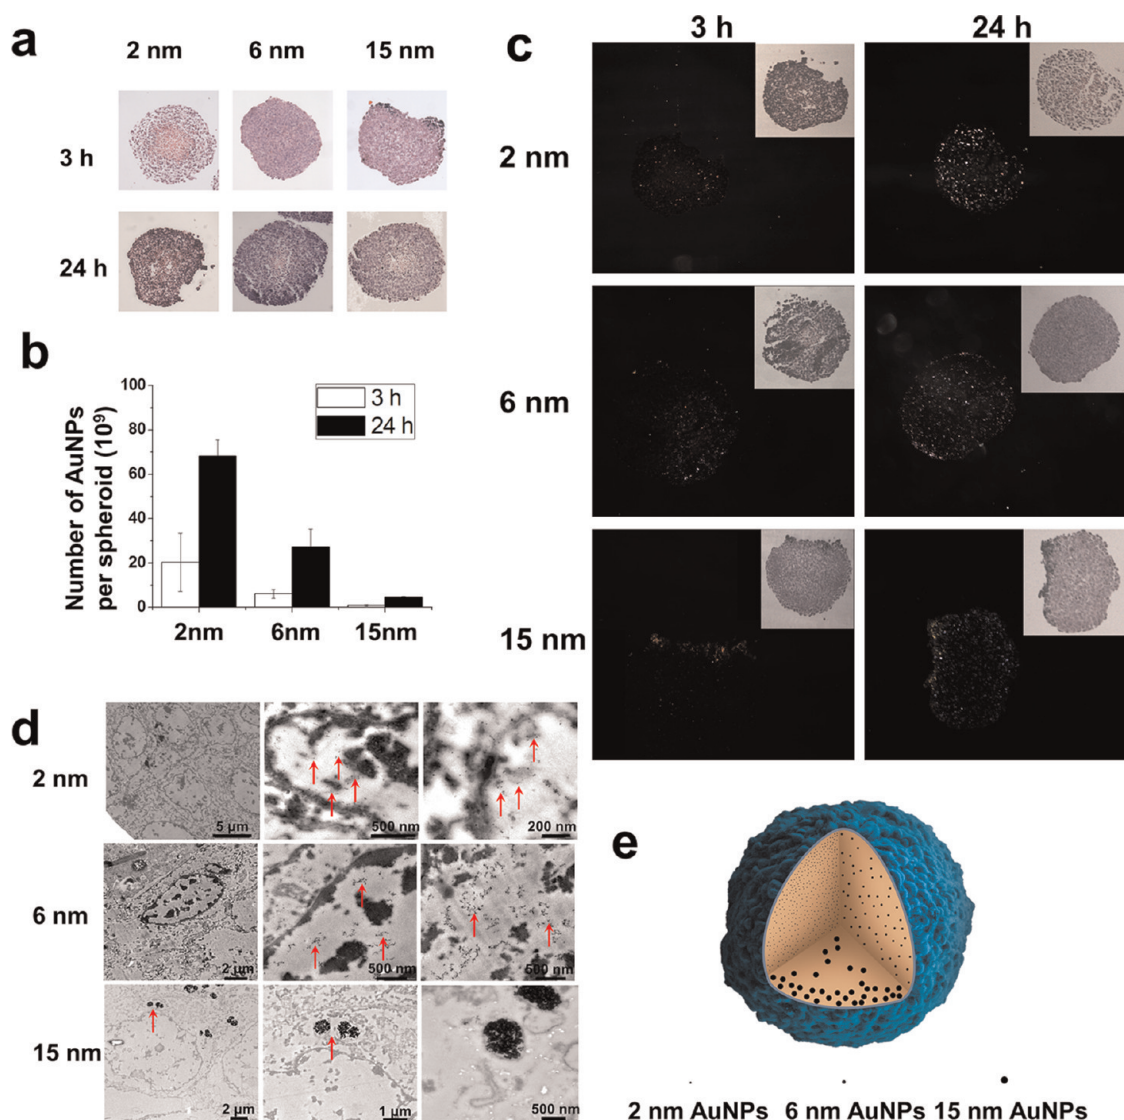 a
2 nm 6 nm 15 nm
3 h
24 h
b
Number of AuNPs
per spheroid (10⁹)
100
80
60
40
20
0
3 h
24 h
2nm 6nm 15nm
c
3 h 24 h
2 nm
6 nm
15 nm
d
2 nm
5 µm 500 nm 200 nm
6 nm
2 µm 500 nm 500 nm
15 nm
2 µm 1 µm 500 nm
e
2 nm AuNPs 6 nm AuNPs 15 nm AuNPs